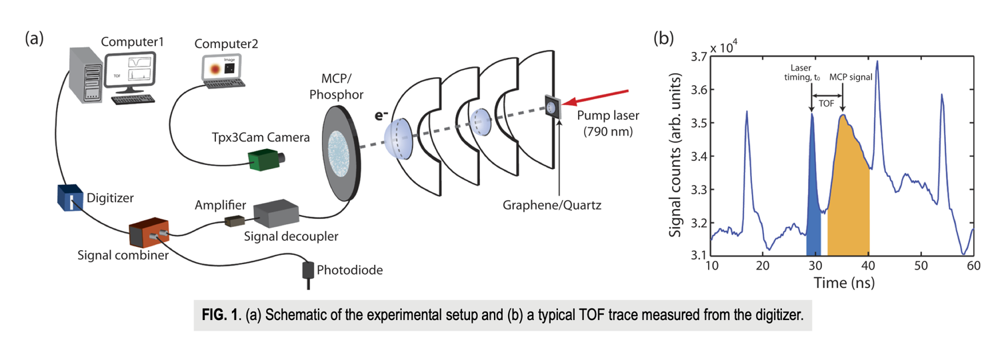 (a)
Computer1
TOF
Computer2
Image
MCP/
Phosphor
e-
Pump laser
(790 nm)
Tpx3Cam Camera
Graphene/Quartz
Digitizer
Amplifier
Signal decoupler
Signal combiner
Photodiode
(b)
3.7 x 10⁴
Laser
timing, t₀
MCP signal
TOF
3.6
3.5
3.4
3.3
3.2
3.1
Signal counts (arb. units)
10 20 30 40 50 60
Time (ns)
FIG. 1. (a) Schematic of the experimental setup and (b) a typical TOF trace measured from the digitizer.